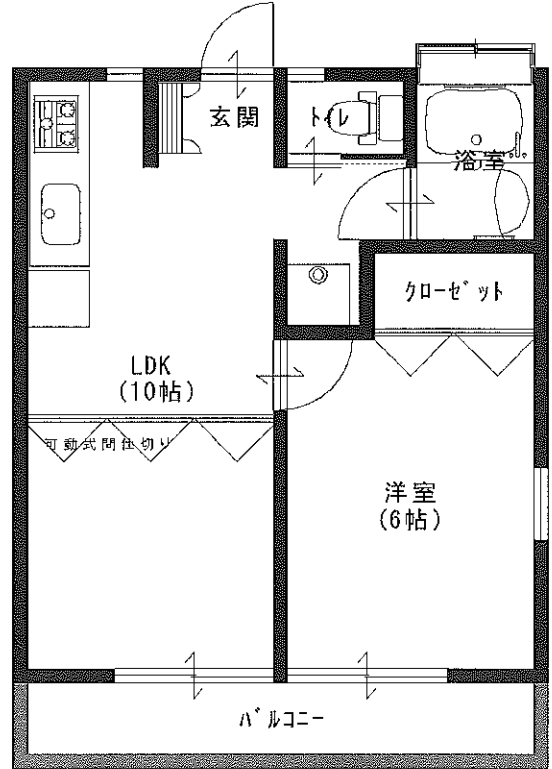 玄関
トイレ
浴室
クローゼット
LDK
(10帖)
可動式間仕切り
洋室
(6帖)
バルコニー